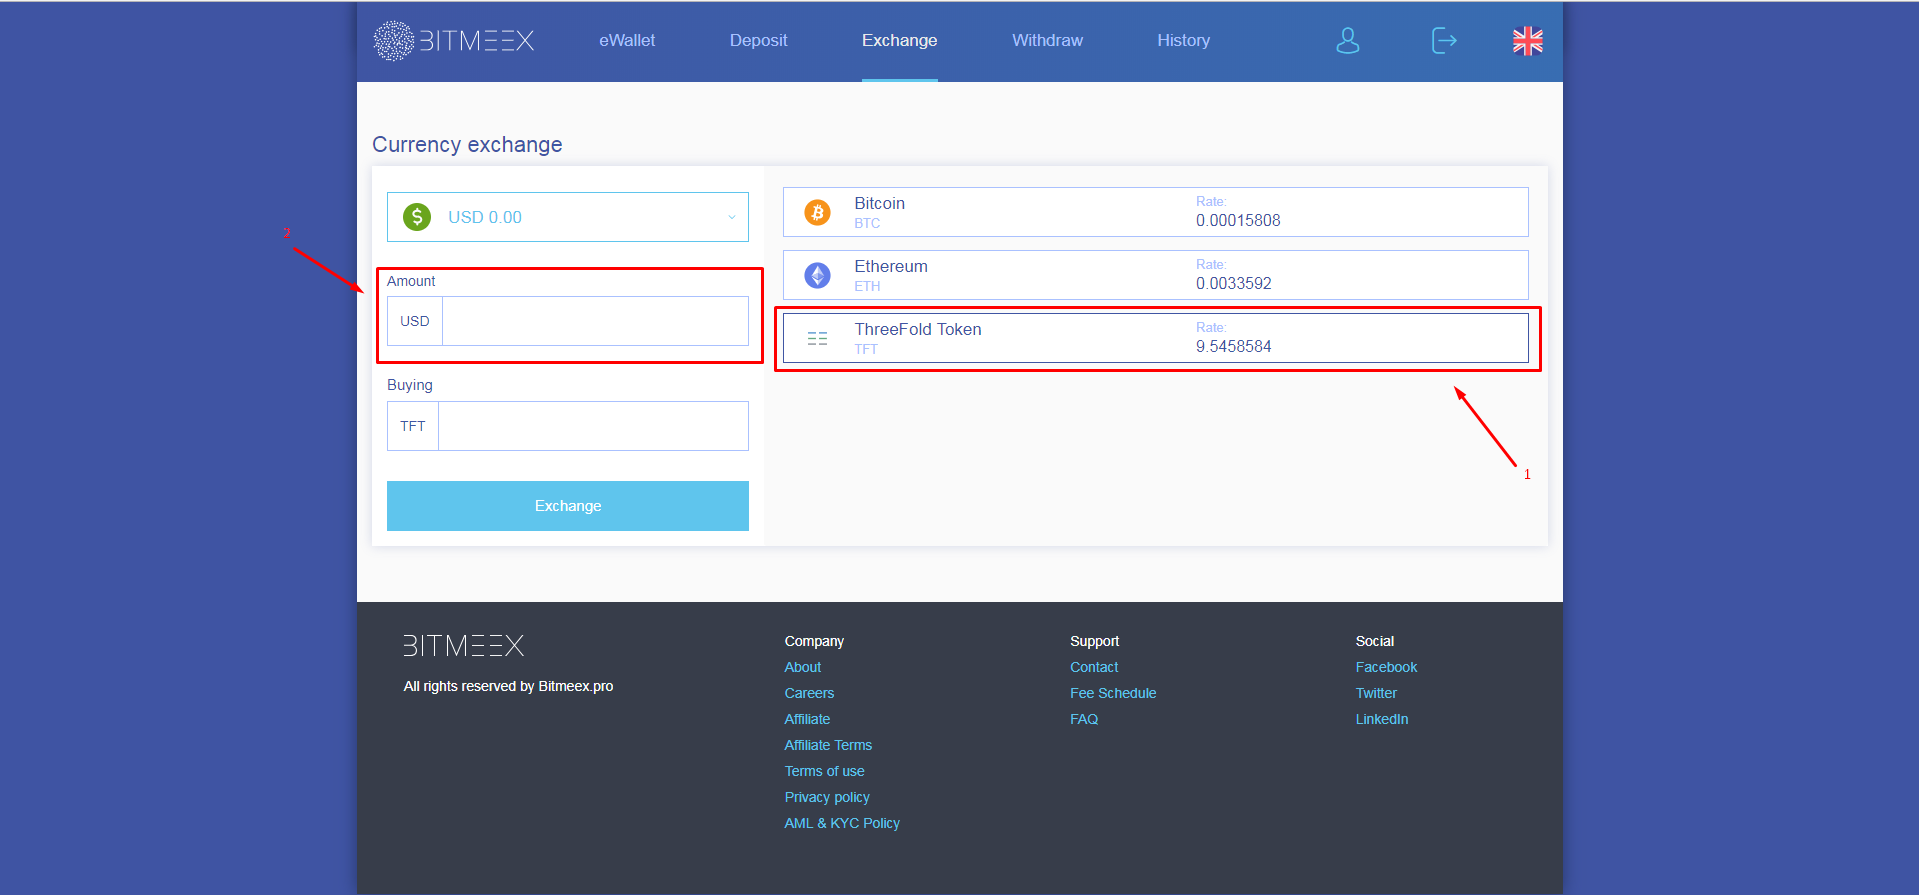 BITMEEX
eWallet
Deposit
Exchange
Withdraw
History
Currency exchange
USD 0.00
Amount
USD
Buying
TFT
Exchange
Bitcoin
BTC
Rate:
0.00015808
Ethereum
ETH
Rate:
0.0033592
ThreeFold Token
TFT
Rate:
9.5458584
1
BITMEEX
All rights reserved by Bitmeex.pro
Company
About
Careers
Affiliate
Affiliate Terms
Terms of use
Privacy policy
AML & KYC Policy
Support
Contact
Fee Schedule
FAQ
Social
Facebook
Twitter
LinkedIn